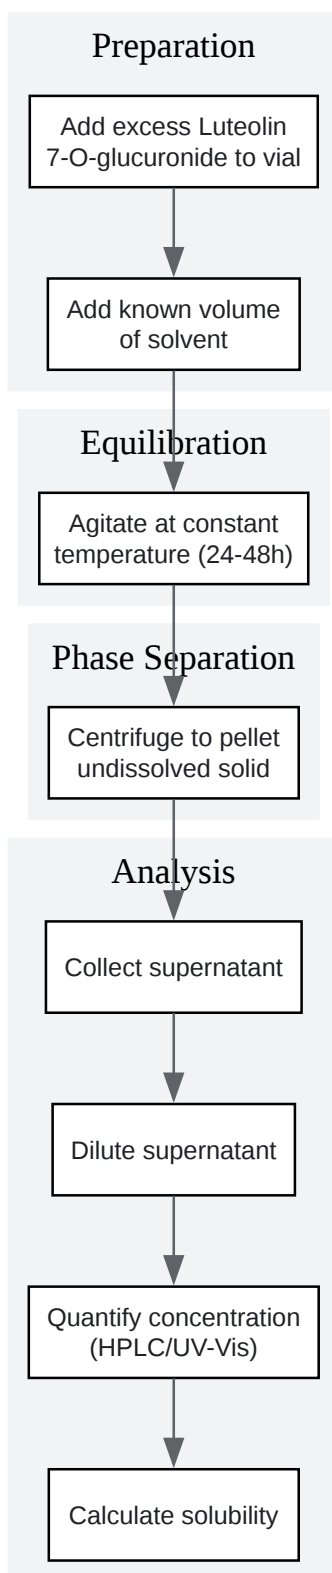 Preparation
Add excess Luteolin
7-O-glucuronide to vial
Add known volume
of solvent
Equilibration
Agitate at constant
temperature (24-48h)
Phase Separation
Centrifuge to pellet
undissolved solid
Analysis
Collect supernatant
Dilute supernatant
Quantify concentration
(HPLC/UV-Vis)
Calculate solubility